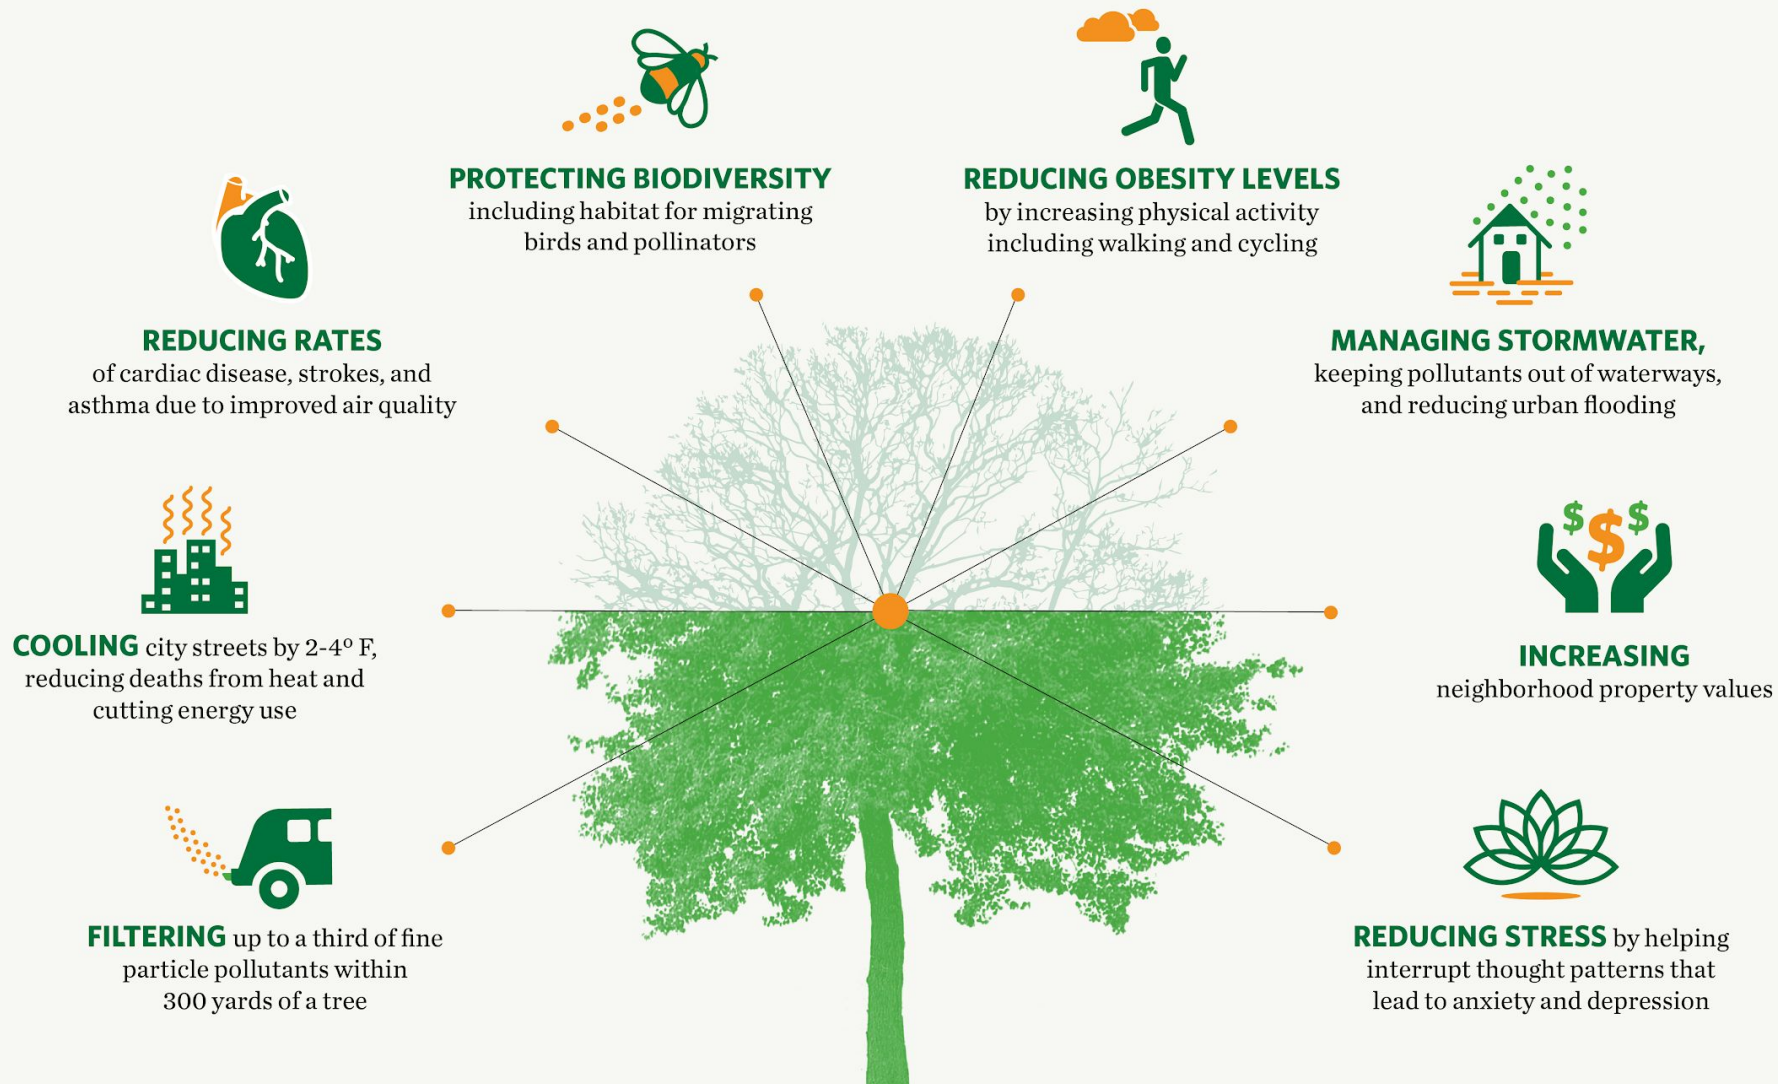 PROTECTING BIODIVERSITY
including habitat for migrating
birds and pollinators
REDUCING OBESITY LEVELS
by increasing physical activity
including walking and cycling
REDUCING RATES
of cardiac disease, strokes, and
asthma due to improved air quality
MANAGING STORMWATER,
keeping pollutants out of waterways,
and reducing urban flooding
COOLING city streets by 2-4º F,
reducing deaths from heat and
cutting energy use
$ $ $
INCREASING
neighborhood property values
FILTERING up to a third of fine
particle pollutants within
300 yards of a tree
REDUCING STRESS by helping
interrupt thought patterns that
lead to anxiety and depression